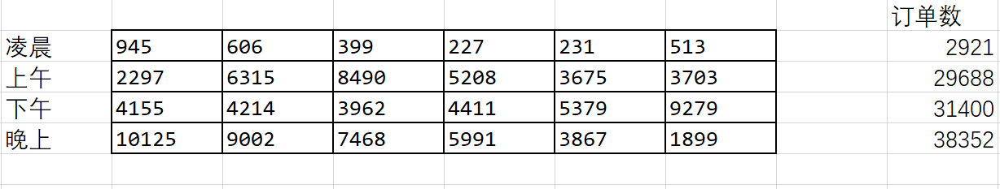 订单数
凌晨 945 606 399 227 231 513 2921
上午 2297 6315 8490 5208 3675 3703 29688
下午 4155 4214 3962 4411 5379 9279 31400
晚上 10125 9002 7468 5991 3867 1899 38352